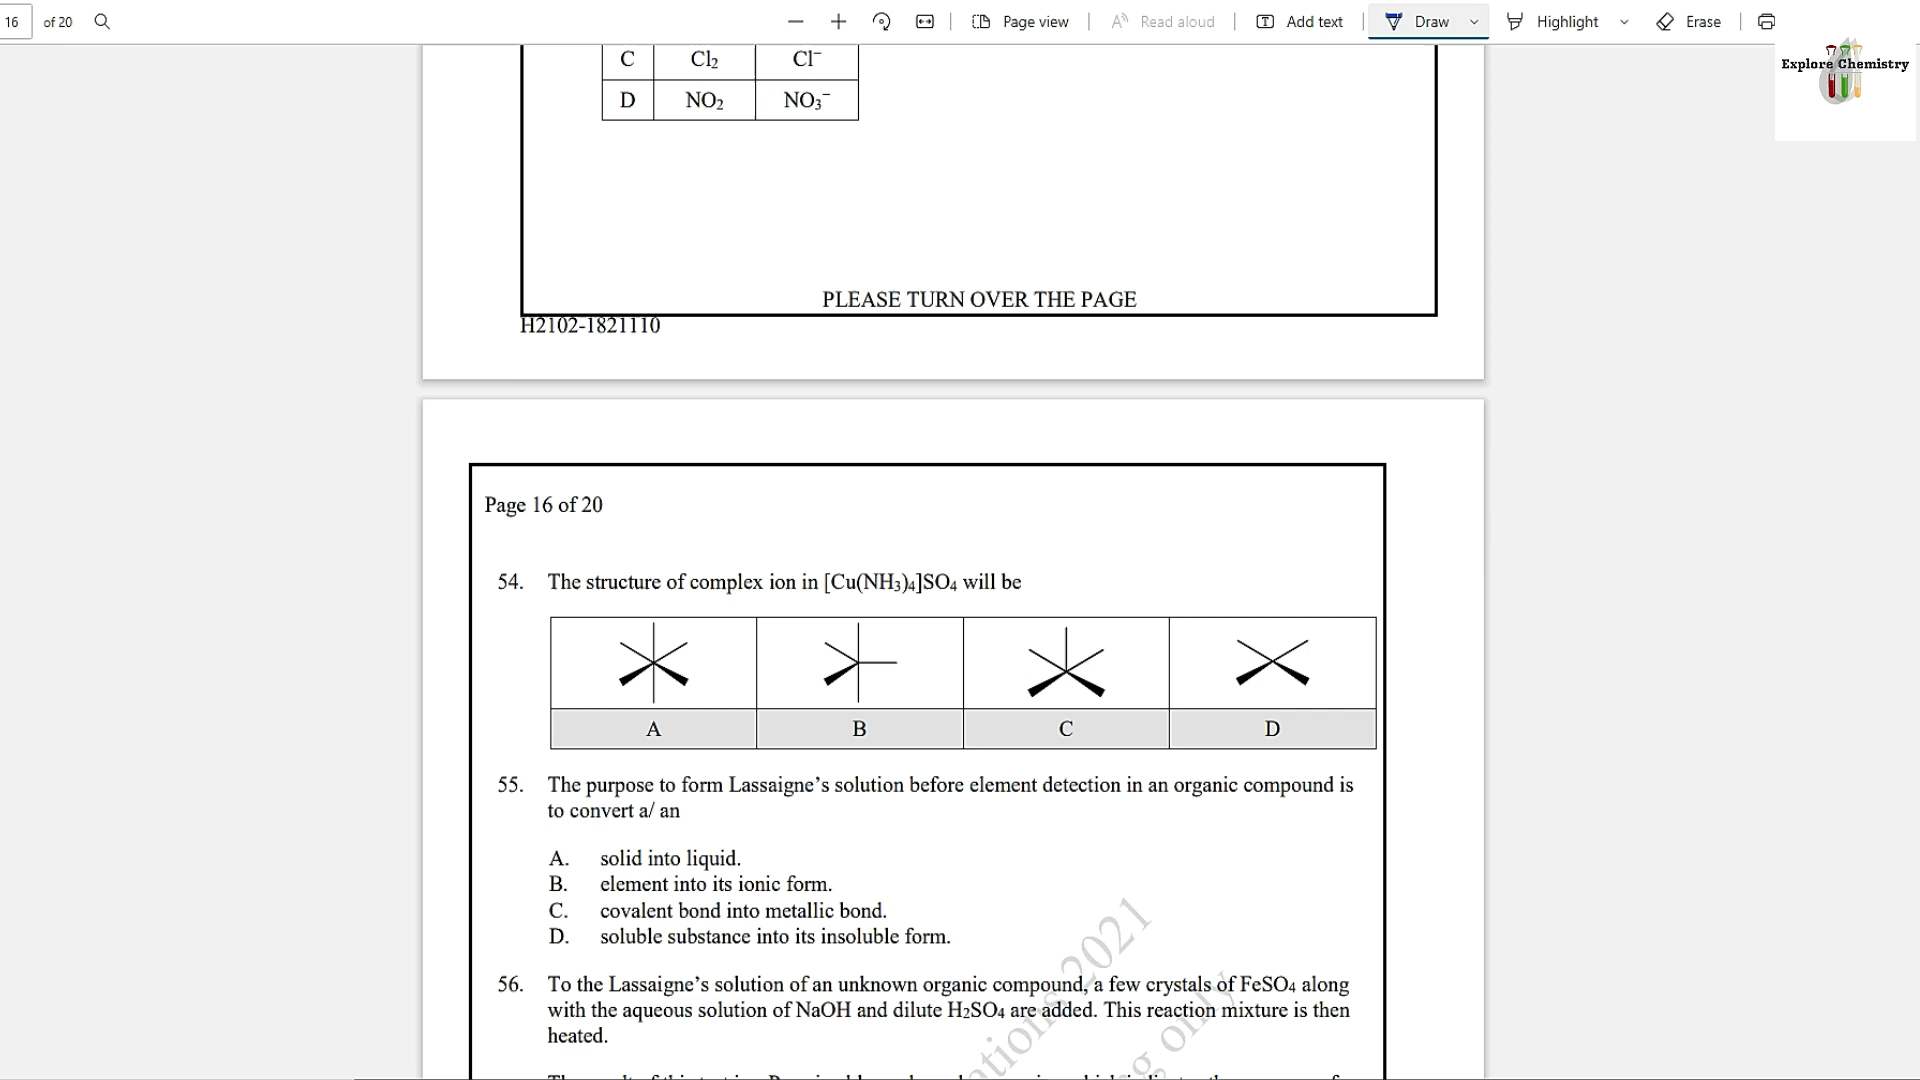 16 of 20 Page view Read aloud Add text Draw Highlight Erase
Explore Chemistry
C Cl₂ Cl⁻
D NO₂ NO₃⁻
PLEASE TURN OVER THE PAGE
H2102-1821110
Page 16 of 20
54. The structure of complex ion in [Cu(NH₃)₄]SO₄ will be
A B C D
55. The purpose to form Lassaigne’s solution before element detection in an organic compound is
to convert a/ an
A. solid into liquid.
B. element into its ionic form.
C. covalent bond into metallic bond.
D. soluble substance into its insoluble form.
56. To the Lassaigne’s solution of an unknown organic compound, a few crystals of FeSO₄ along
with the aqueous solution of NaOH and dilute H₂SO₄ are added. This reaction mixture is then
heated.
2021
only